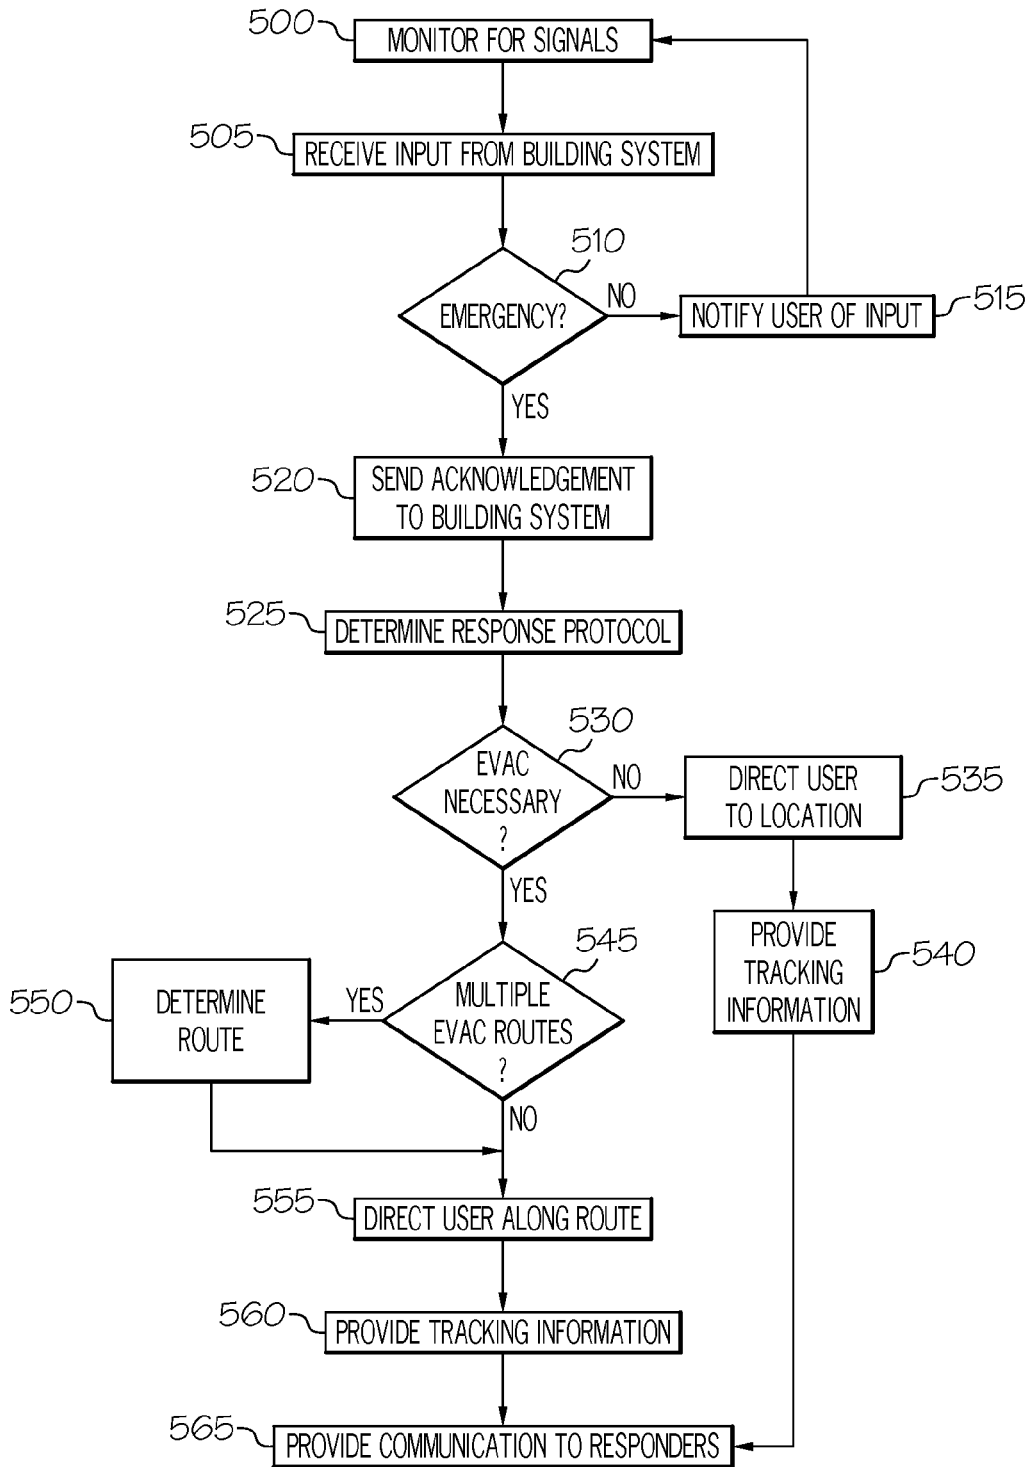 500
MONITOR FOR SIGNALS
505
RECEIVE INPUT FROM BUILDING SYSTEM
510
EMERGENCY?
NO
NOTIFY USER OF INPUT
515
YES
520
SEND ACKNOWLEDGEMENT
TO BUILDING SYSTEM
525
DETERMINE RESPONSE PROTOCOL
530
EVAC
NECESSARY
?
NO
DIRECT USER
TO LOCATION
535
YES
PROVIDE
TRACKING
INFORMATION
540
545
MULTIPLE
EVAC ROUTES
?
YES
550
DETERMINE
ROUTE
NO
555
DIRECT USER ALONG ROUTE
560
PROVIDE TRACKING INFORMATION
565
PROVIDE COMMUNICATION TO RESPONDERS